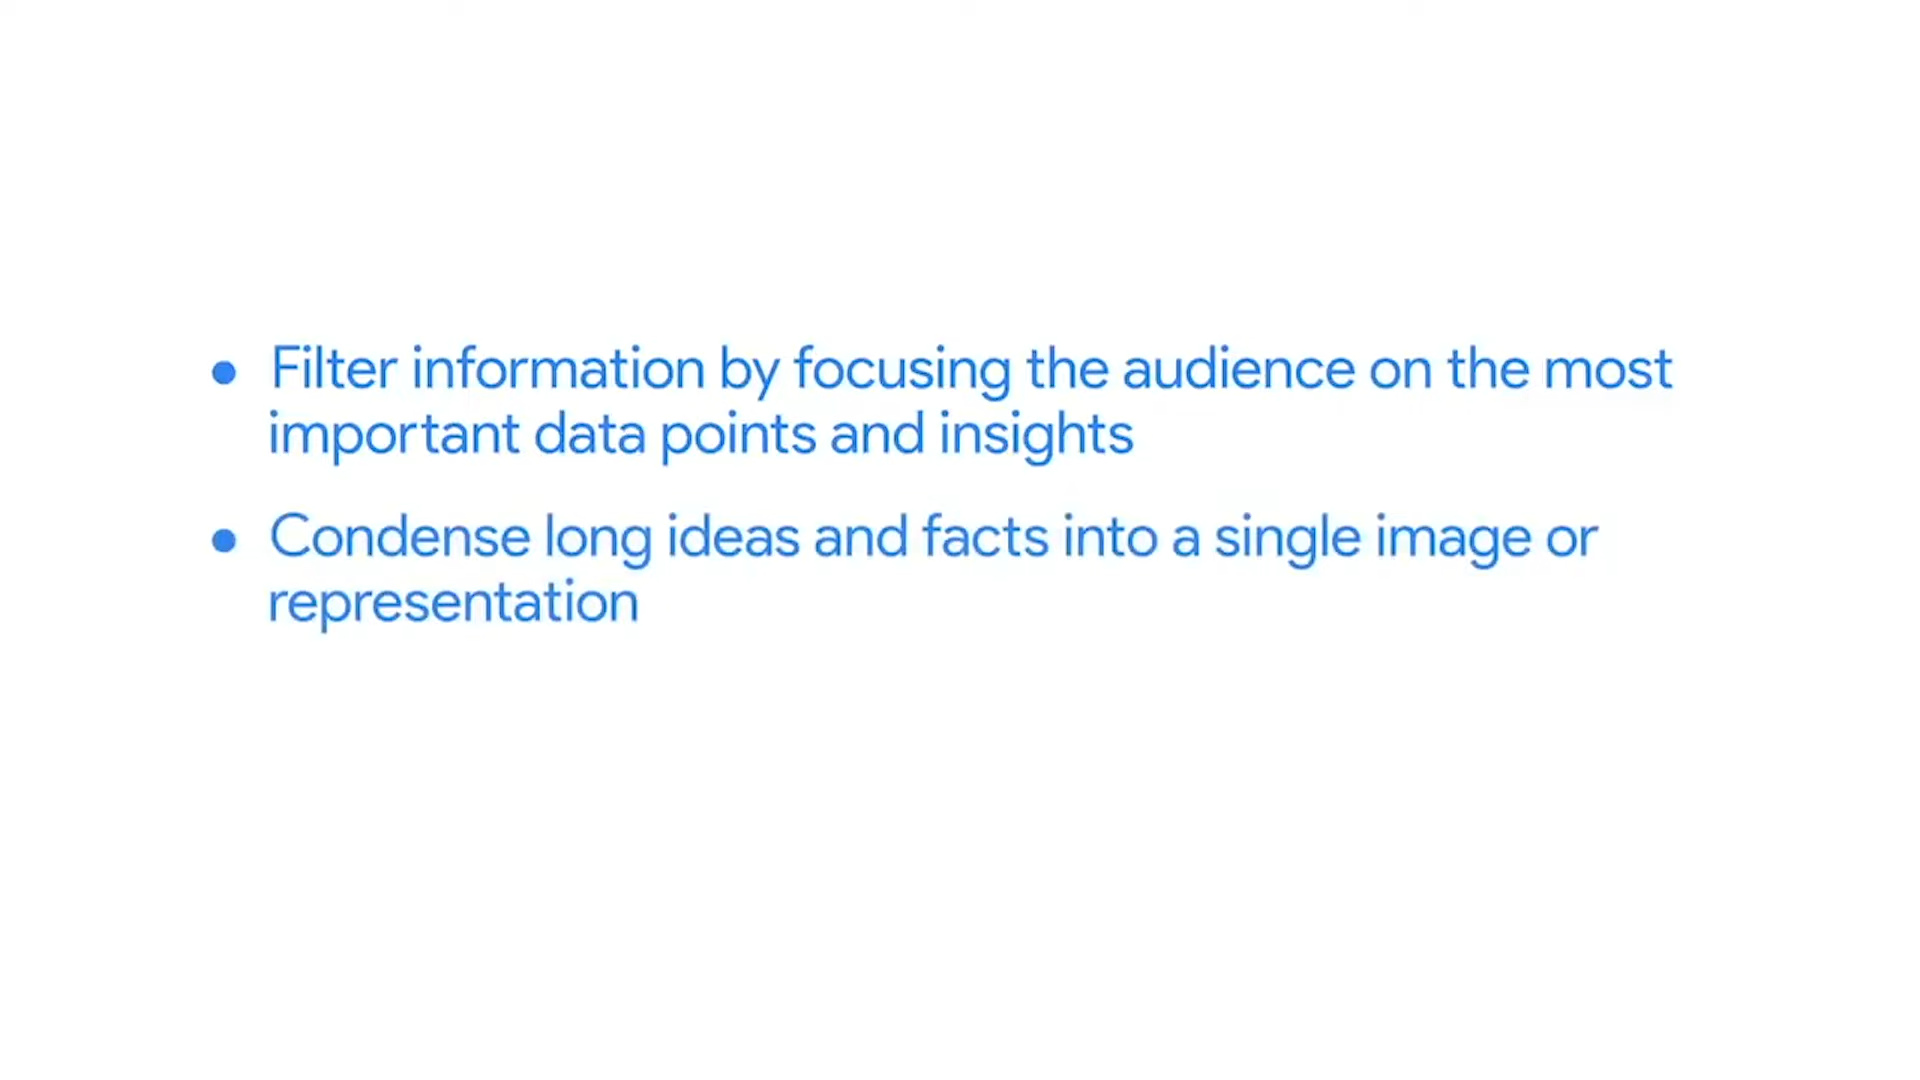 ● Filter information by focusing the audience on the most
important data points and insights
● Condense long ideas and facts into a single image or
representation